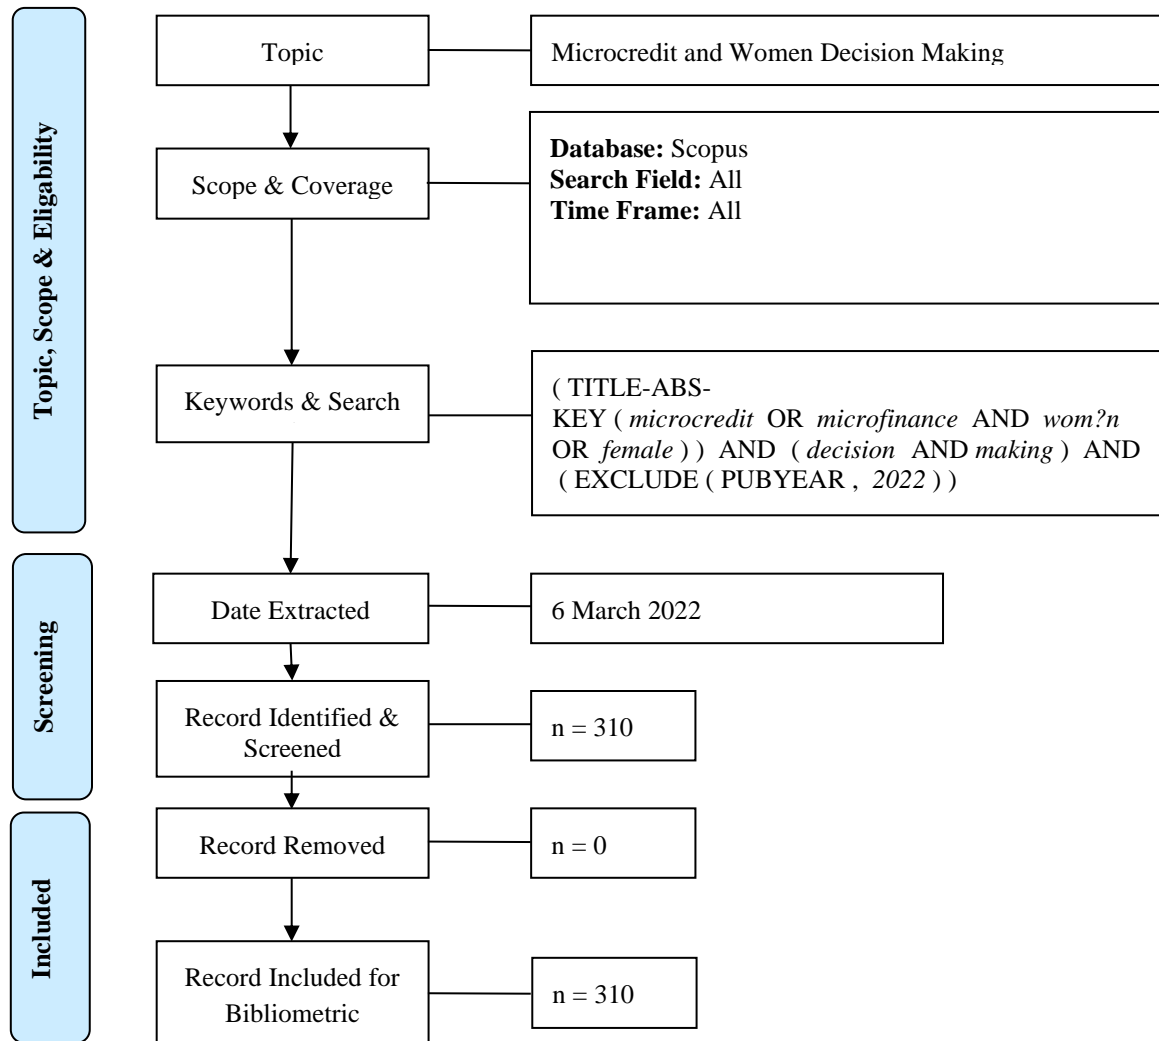 Topic, Scope & Eligability
Topic
Microcredit and Women Decision Making
Scope & Coverage
Database: Scopus
Search Field: All
Time Frame: All
Keywords & Search
( TITLE-ABS-
KEY ( microcredit OR microfinance AND wom?n
OR female ) ) AND ( decision AND making ) AND
( EXCLUDE ( PUBYEAR , 2022 ) )
Screening
Date Extracted
6 March 2022
Record Identified &
Screened
n = 310
Included
Record Removed
n = 0
Record Included for
Bibliometric
n = 310